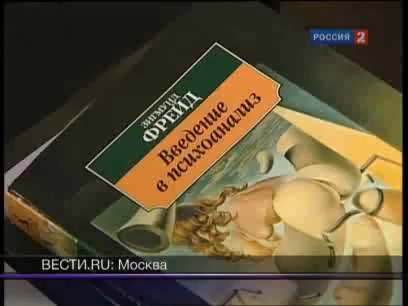 РОССИЯ 2
ЗИГМУНД
ФРЕЙД
Введение
в психоанализ
ВЕСТИ.RU: Москва